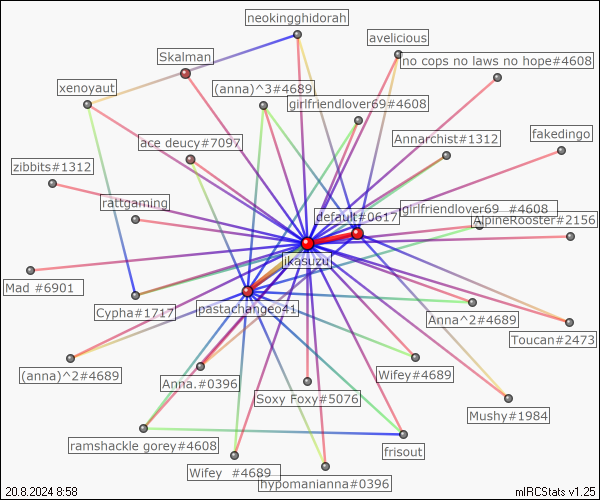 neokingghidorah
avelicious
Skalman
no cops no laws no hope#4608
xenoyaut
(anna)^3#4689
girlfriendlover69#4608
ace deucy#7097
Annarchist#1312
fakedingo
zibbits#1312
rattgaming
default#0617
girlfriendlover69_#4608
AlpineRooster#2156
jkasuzu
Mad #6901
Cypha#1717
pastachangeo41
Anna^2#4689
Toucan#2473
(anna)^2#4689
Anna.#0396
Wifey#4689
Soxy Foxy#5076
Mushy#1984
ramshackle gorey#4608
frisout
Wifey_#4689
hypomanianna#0396
20.8.2024 8:58
mIRCStats v1.25